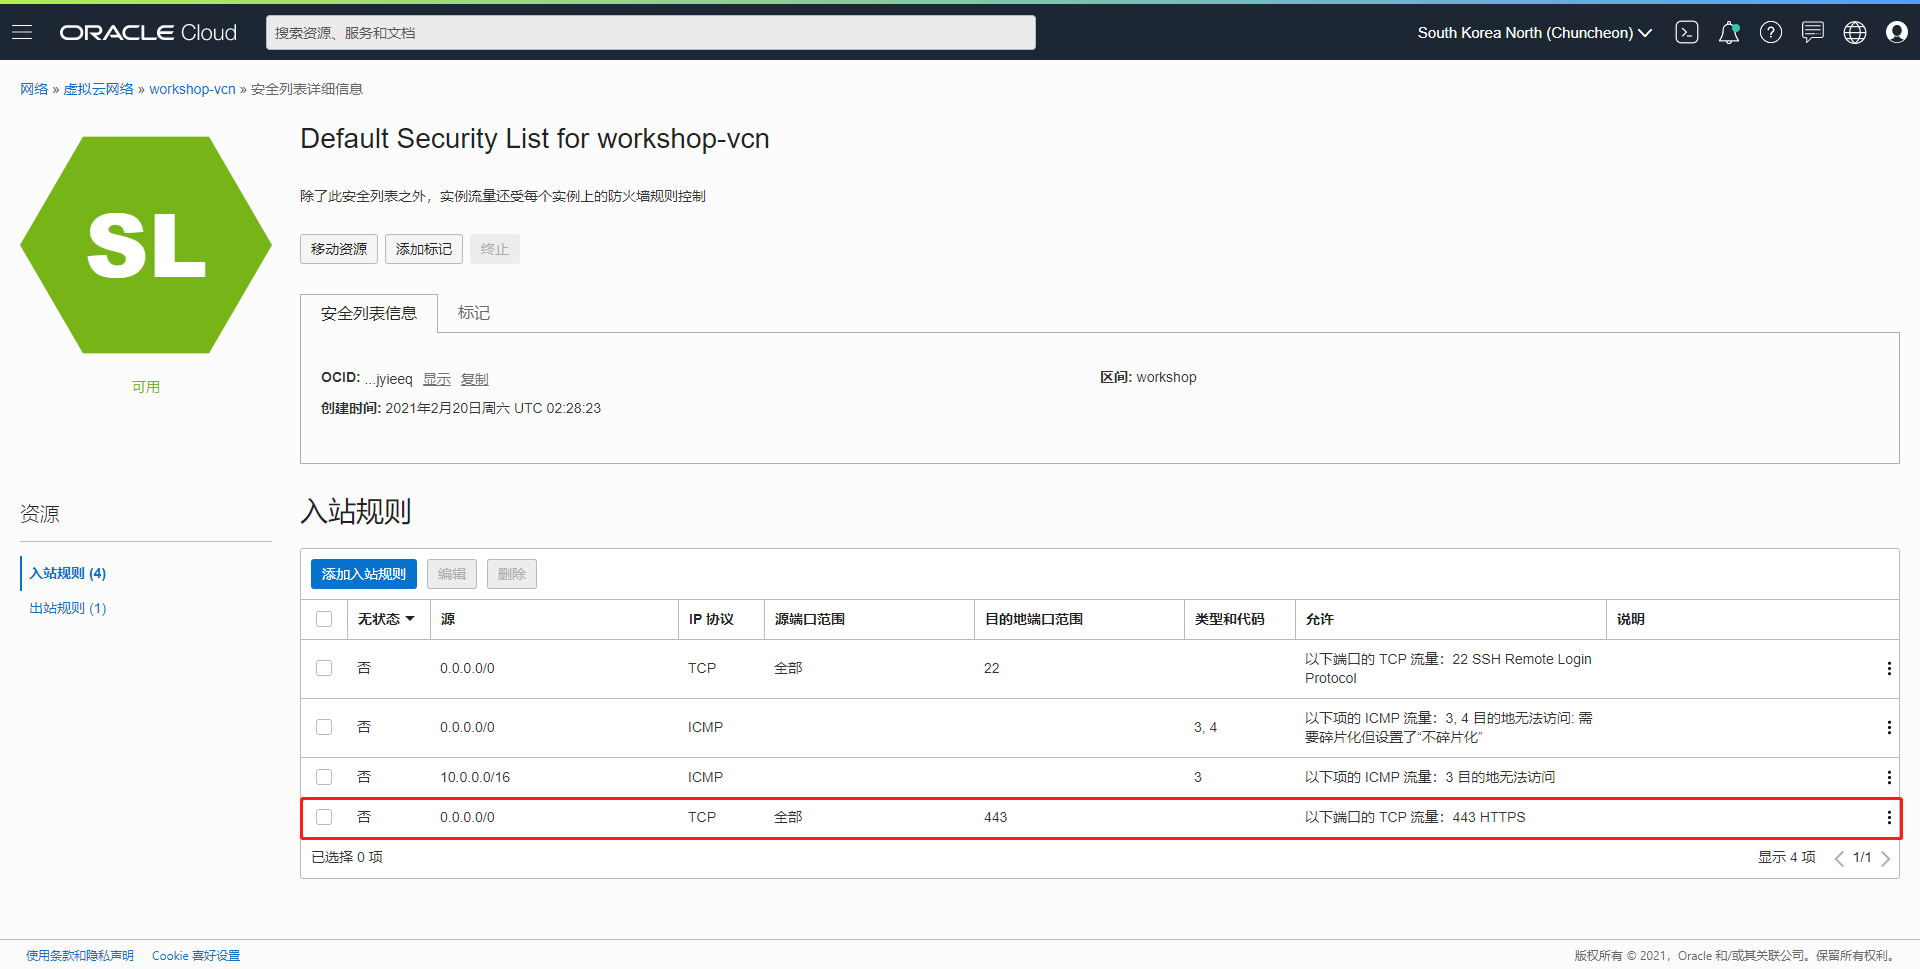 ORACLE Cloud
搜索资源、服务和文档
South Korea North (Chuncheon)
网络 » 虚拟云网络 » workshop-vcn » 安全列表详细信息
SL
可用
Default Security List for workshop-vcn
除了此安全列表之外，实例流量还受每个实例上的防火墙规则控制
移动资源 添加标记 终止
安全列表信息 标记
OCID: ...jyieeq 显示 复制
区间: workshop
创建时间: 2021年2月20日周六 UTC 02:28:23
资源
入站规则 (4)
出站规则 (1)
入站规则
添加入站规则 编辑 删除
无状态 源 IP 协议 源端口范围 目的地端口范围 类型和代码 允许 说明
否 0.0.0.0/0 TCP 全部 22 以下端口的 TCP 流量：22 SSH Remote Login
Protocol
否 0.0.0.0/0 ICMP 3, 4 以下项的 ICMP 流量：3, 4 目的地无法访问: 需
要碎片化但设置了“不碎片化”
否 10.0.0.0/16 ICMP 3 以下项的 ICMP 流量：3 目的地无法访问
否 0.0.0.0/0 TCP 全部 443 以下端口的 TCP 流量：443 HTTPS
已选择 0 项
显示 4 项 1/1
使用条款和隐私声明 Cookie 喜好设置
版权所有 © 2021，Oracle 和/或其关联公司。保留所有权利。